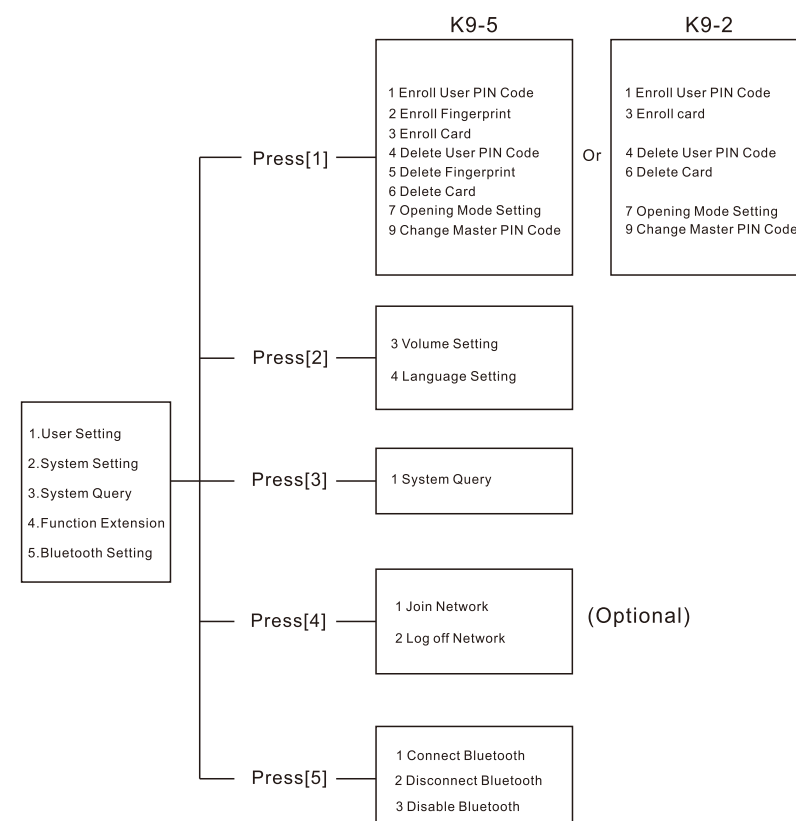 K9-5
K9-2
1 Enroll User PIN Code
2 Enroll Fingerprint
3 Enroll Card
4 Delete User PIN Code
5 Delete Fingerprint
6 Delete Card
7 Opening Mode Setting
9 Change Master PIN Code
Or
1 Enroll User PIN Code
3 Enroll card
4 Delete User PIN Code
6 Delete Card
7 Opening Mode Setting
9 Change Master PIN Code
Press[1]
Press[2]
3 Volume Setting
4 Language Setting
1.User Setting
2.System Setting
3.System Query
4.Function Extension
5.Bluetooth Setting
Press[3]
1 System Query
Press[4]
1 Join Network
2 Log off Network
(Optional)
Press[5]
1 Connect Bluetooth
2 Disconnect Bluetooth
3 Disable Bluetooth